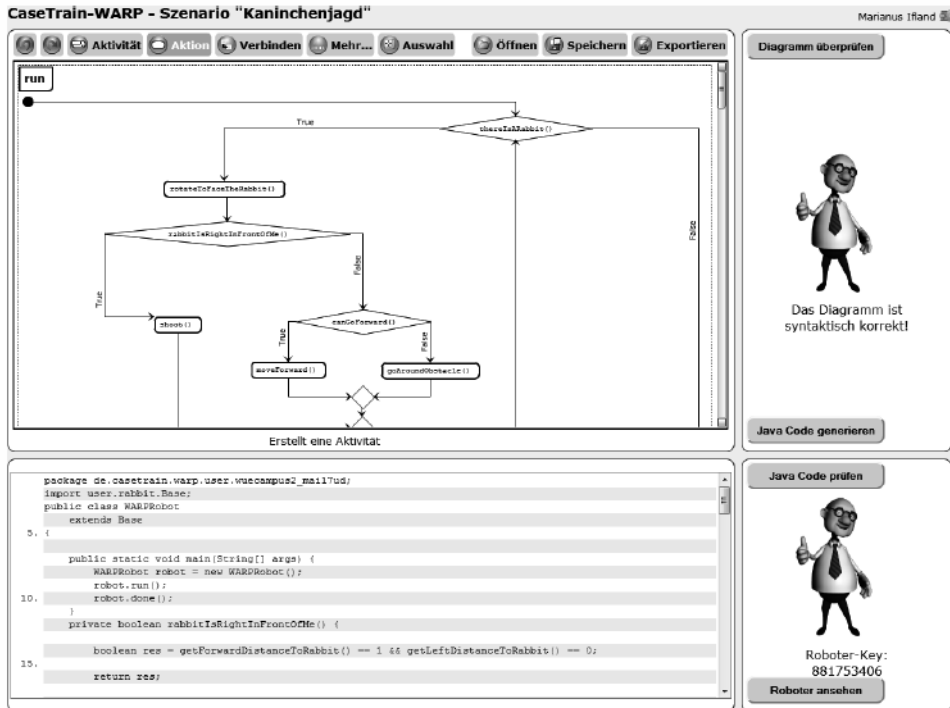 CaseTrain-WARP - Szenario "Kaninchenjagd"
Marianus Ifland
Aktivität Aktion Verbinden Mehr... Auswahl Öffnen Speichern Exportieren
Diagramm überprüfen
run
True
thereIsARabbit()
rotateToFaceTheRabbit()
rabbitIsRightInFrontOfMe()
False
False
True
shoot()
canGoForward()
True
False
moveForward()
goAroundObstacle()
Das Diagramm ist
syntaktisch korrekt!
Java Code generieren
Erstellt eine Aktivität
Java Code prüfen
package de.casetrain.warp.user.wuecampus2_mail7ud;
import user.rabbit.Base;
public class WARPRobot
extends Base
5. {
public static void main(String[] args) {
WARPRobot robot = new WARPRobot();
robot.run();
10. robot.done();
}
private boolean rabbitIsRightInFrontOfMe() {
boolean res = getForwardDistanceToRabbit() == 1 && getLeftDistanceToRabbit() == 0;
15.
return res;
Roboter-Key:
881753406
Roboter ansehen